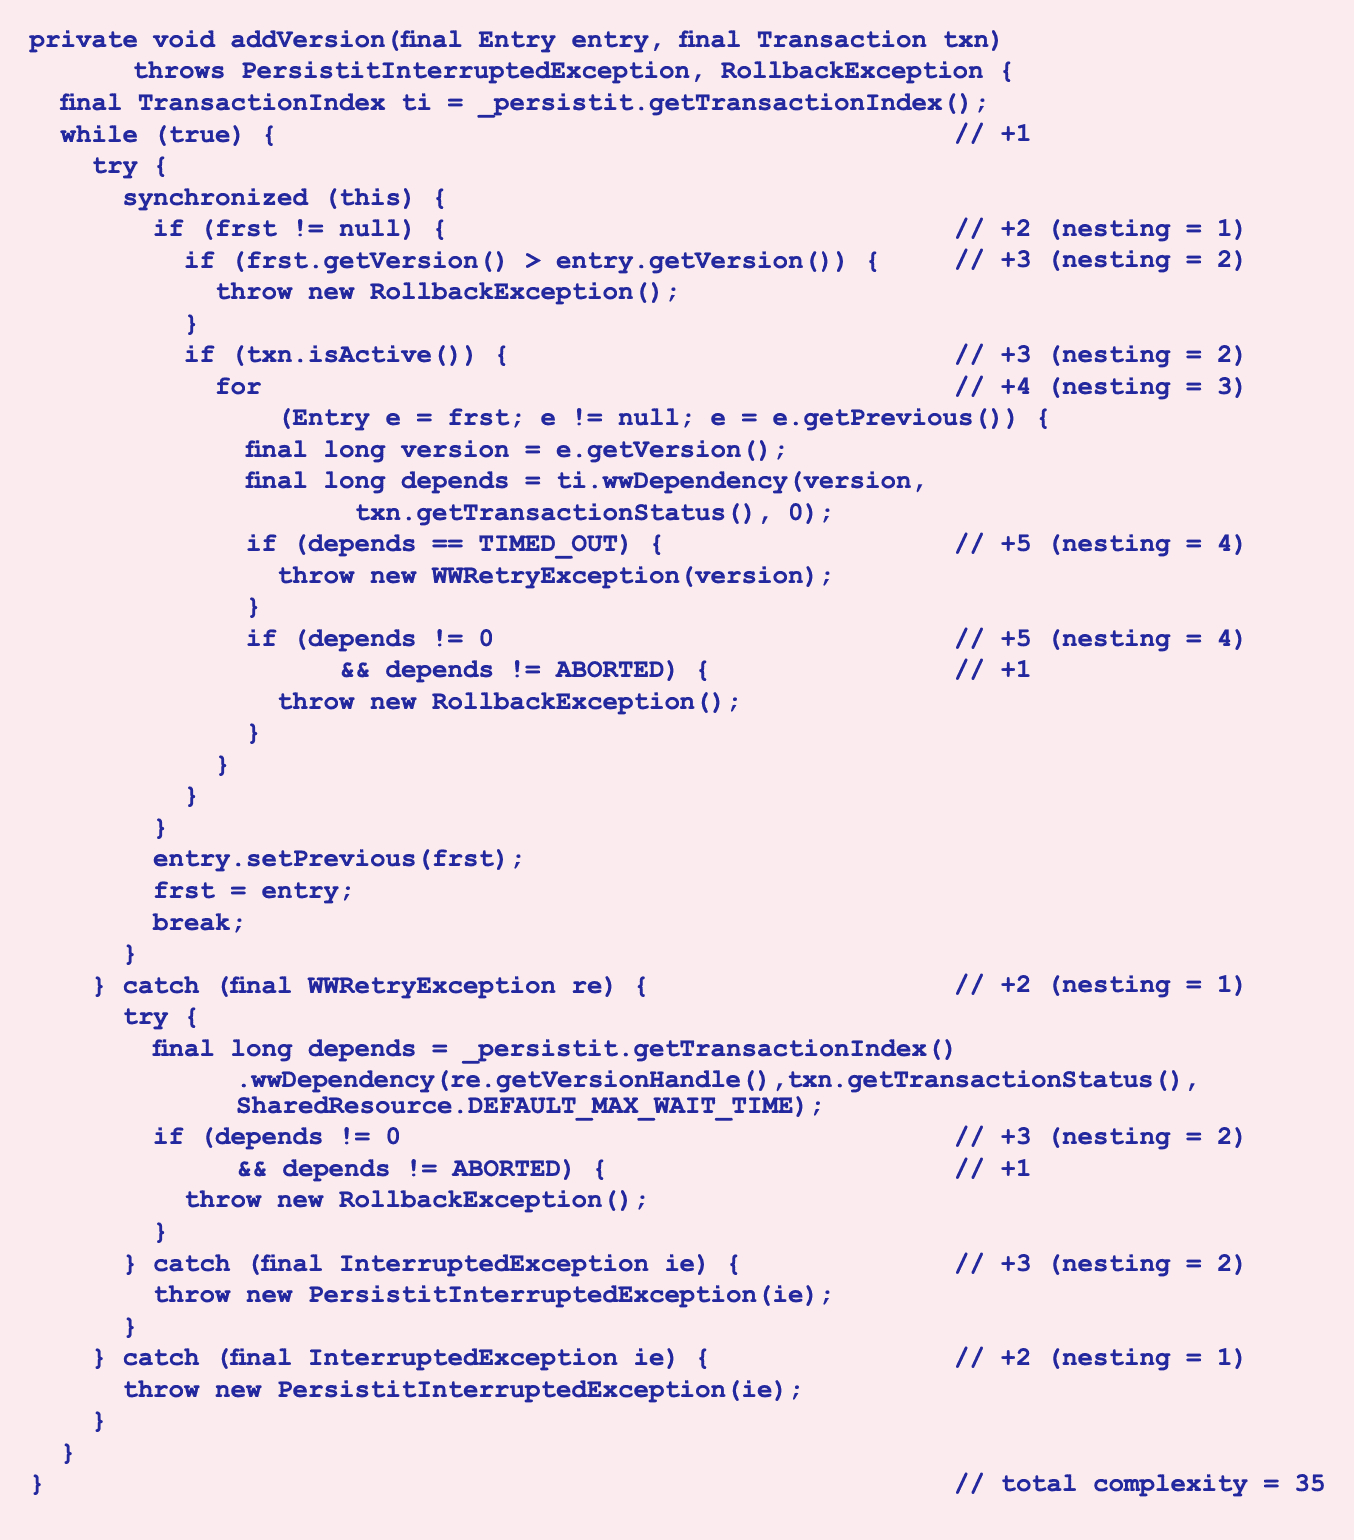 private void addVersion(final Entry entry, final Transaction txn)
throws PersistitInterruptedException, RollbackException {
final TransactionIndex ti = _persistit.getTransactionIndex();
while (true) { // +1
try {
synchronized (this) {
if (frst != null) { // +2 (nesting = 1)
if (frst.getVersion() > entry.getVersion()) { // +3 (nesting = 2)
throw new RollbackException();
}
if (txn.isActive()) { // +3 (nesting = 2)
for // +4 (nesting = 3)
(Entry e = frst; e != null; e = e.getPrevious()) {
final long version = e.getVersion();
final long depends = ti.wwDependency(version,
txn.getTransactionStatus(), 0);
if (depends == TIMED_OUT) { // +5 (nesting = 4)
throw new WWRetryException(version);
}
if (depends != 0 // +5 (nesting = 4)
&& depends != ABORTED) { // +1
throw new RollbackException();
}
}
}
}
entry.setPrevious(frst);
frst = entry;
break;
}
} catch (final WWRetryException re) { // +2 (nesting = 1)
try {
final long depends = _persistit.getTransactionIndex()
.wwDependency(re.getVersionHandle(),txn.getTransactionStatus(),
SharedResource.DEFAULT_MAX_WAIT_TIME);
if (depends != 0 // +3 (nesting = 2)
&& depends != ABORTED) { // +1
throw new RollbackException();
}
} catch (final InterruptedException ie) { // +3 (nesting = 2)
throw new PersistitInterruptedException(ie);
}
} catch (final InterruptedException ie) { // +2 (nesting = 1)
throw new PersistitInterruptedException(ie);
}
}
} // total complexity = 35